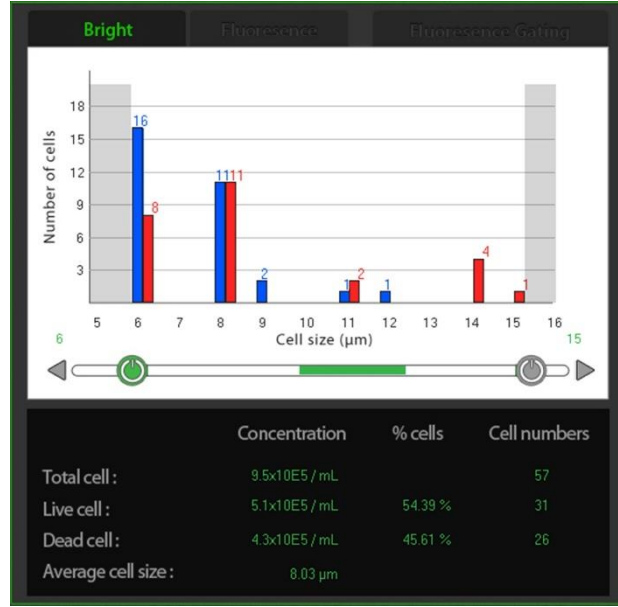 Bright Fluoresence Fluoresence Gating
Number of cells
18
15
12
9
6
3
16
8
11 11
2
1 2
1
4
1
5 6 7 8 9 10 11 12 13 14 15 16
Cell size (µm)
6 15
Concentration % cells Cell numbers
Total cell : 9.5x10E5 / mL 57
Live cell : 5.1x10E5 / mL 54.39 % 31
Dead cell : 4.3x10E5 / mL 45.61 % 26
Average cell size : 8.03 µm